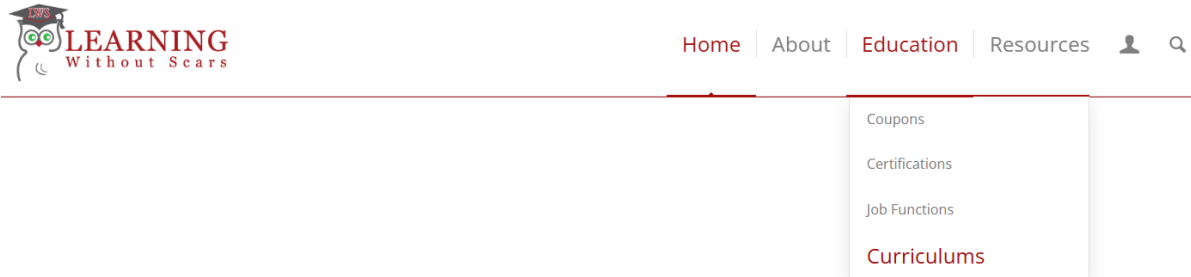 LWS
LEARNING
Without Scars
Home
About
Education
Resources
Coupons
Certifications
Job Functions
Curriculums